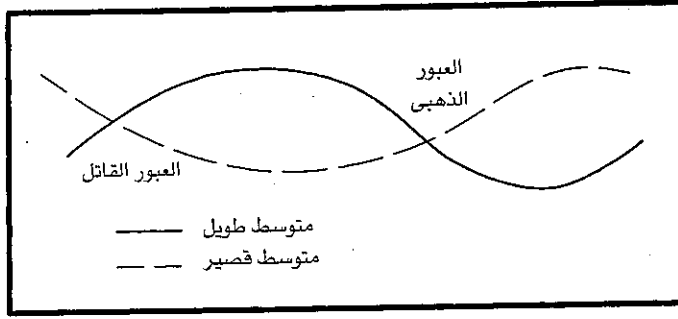 العبور
الذهبى
العبور القاتل
متوسط طويل
متوسط قصير